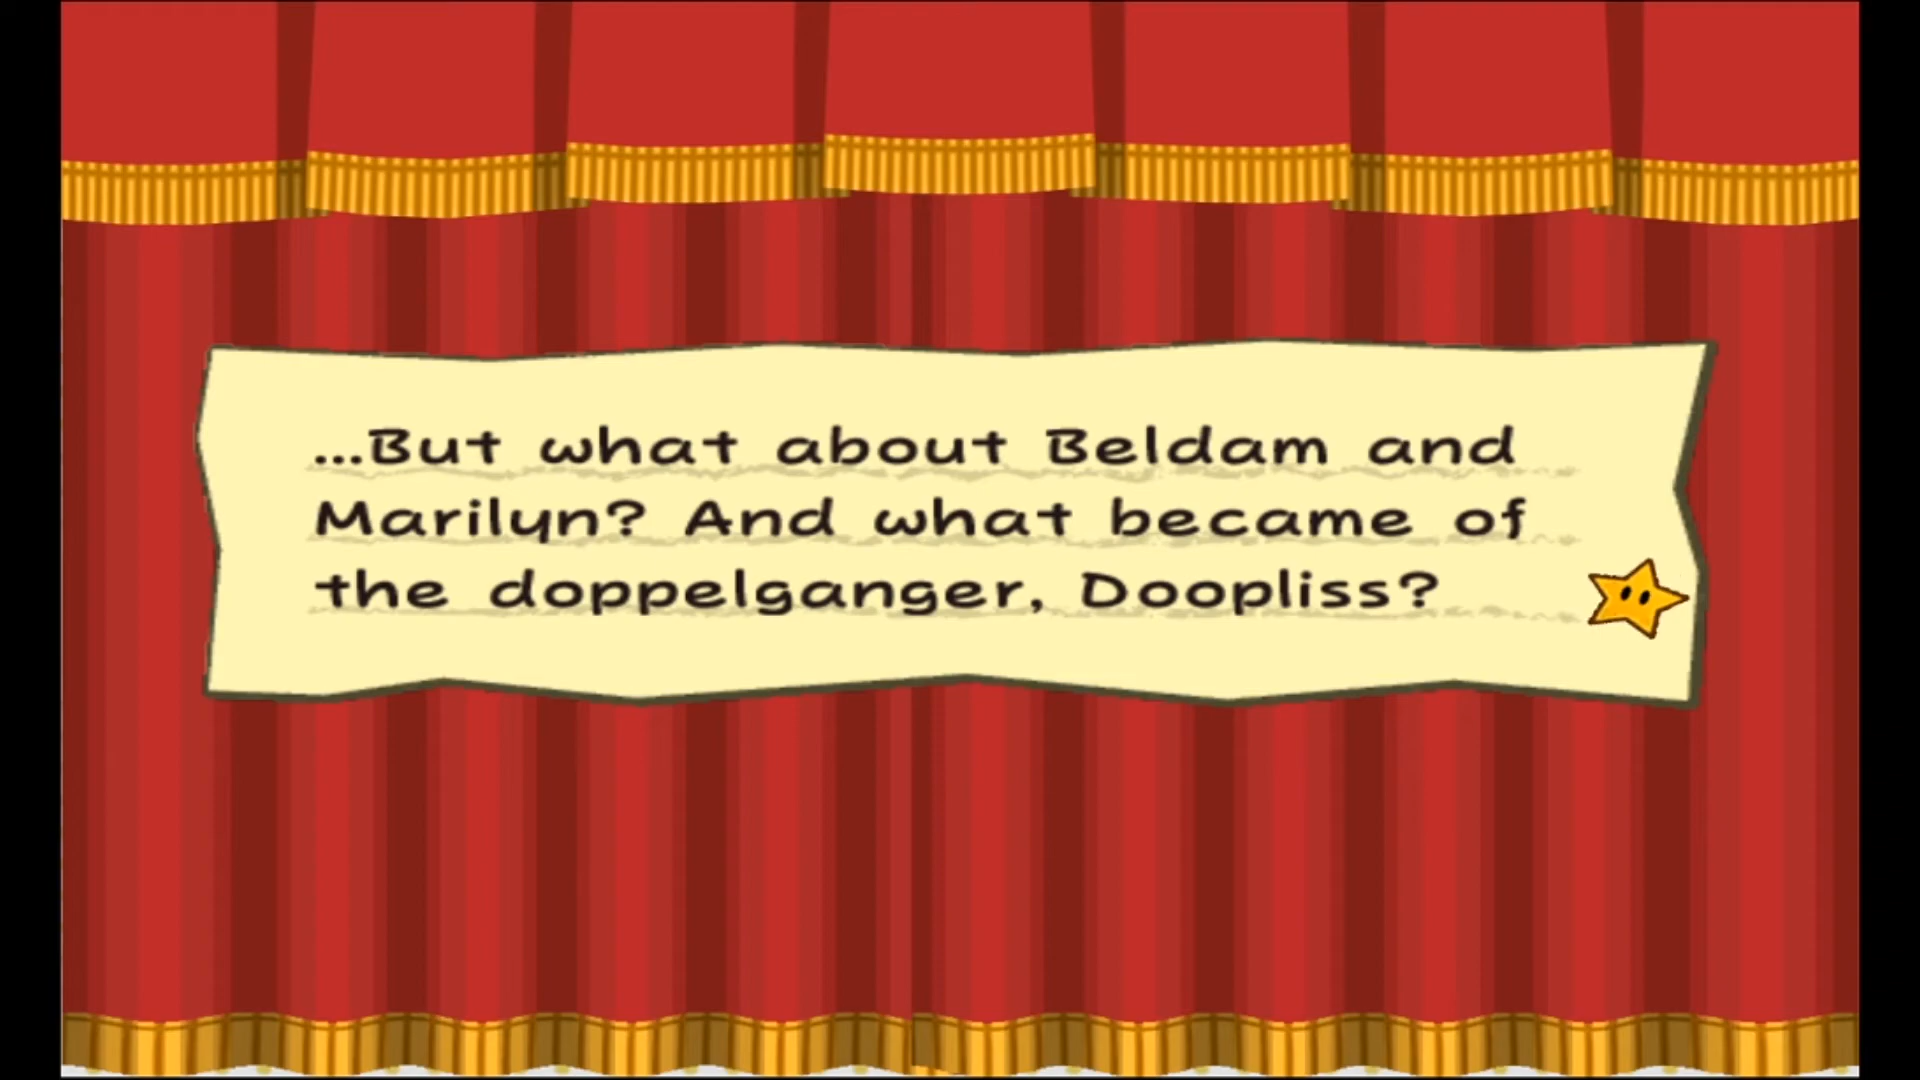 ...But what about Beldam and
Marilyn? And what became of
the doppelganger, Doopliss?